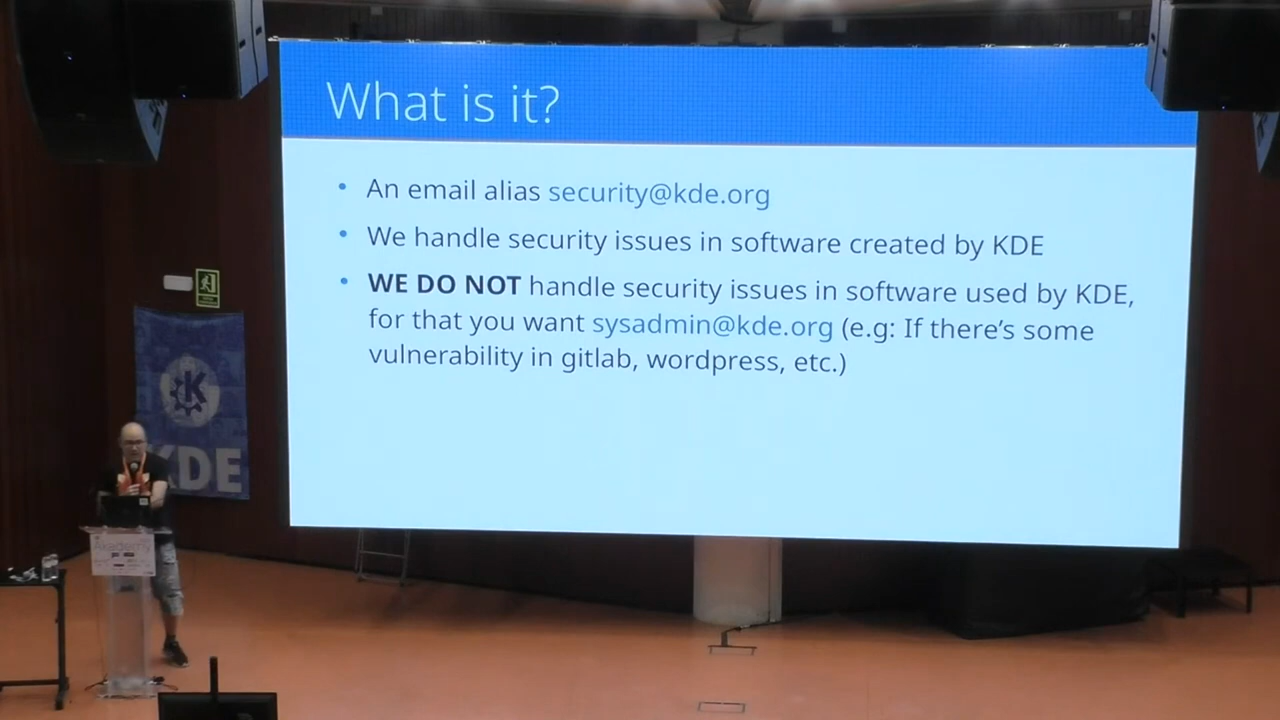 What is it?
• An email alias security@kde.org
• We handle security issues in software created by KDE
• WE DO NOT handle security issues in software used by KDE,
for that you want sysadmin@kde.org (e.g: If there's some
vulnerability in gitlab, wordpress, etc.)
K
KDE